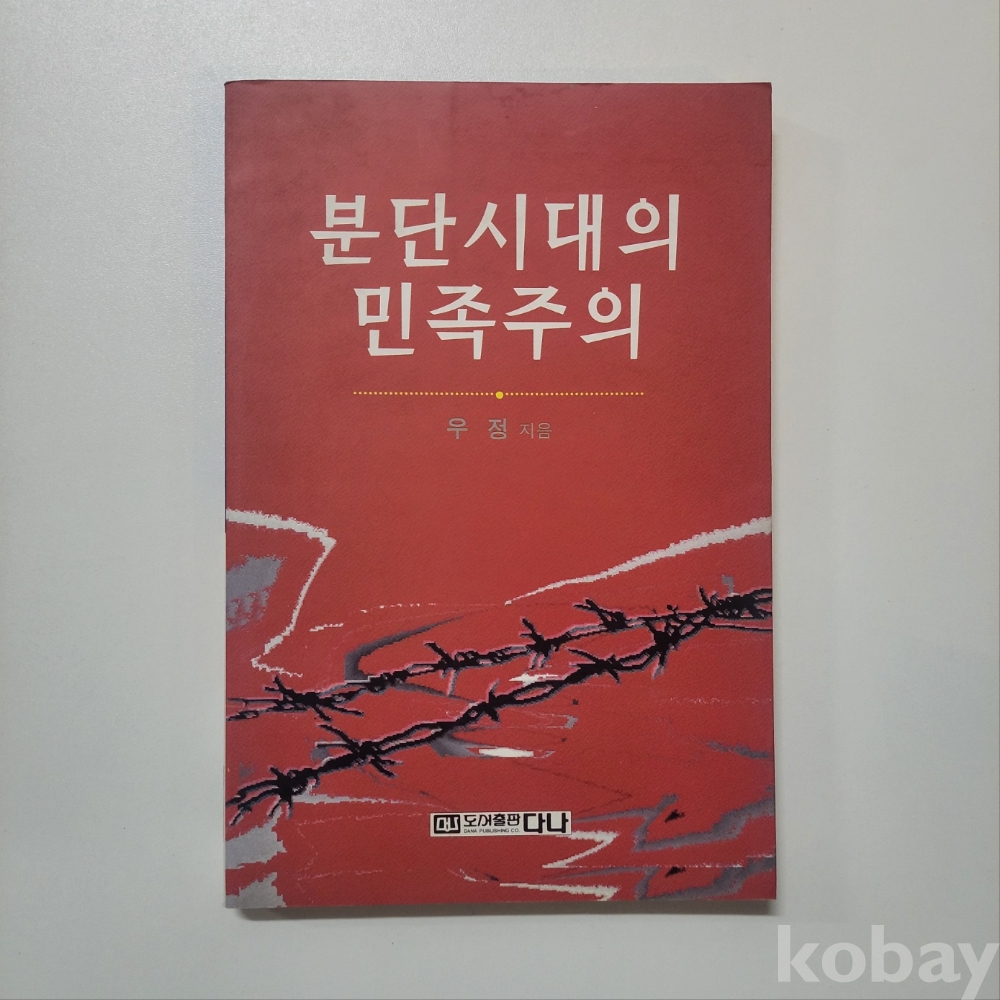 분단시대의
민족주의
우 정 지음
도서출판 다나
DANA PUBLISHING CO.
kobay